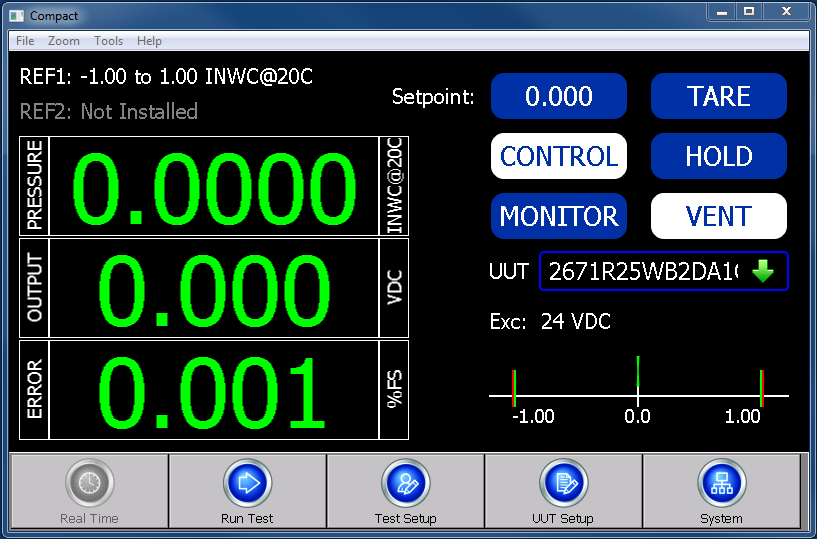 Compact
File Zoom Tools Help
REF1: -1.00 to 1.00 INWC@20C
REF2: Not Installed
Setpoint: 0.000 TARE
CONTROL HOLD
MONITOR VENT
PRESSURE 0.0000 INWC@20C
OUTPUT 0.000 VDC
ERROR 0.001 %FS
UUT 2671R25WB2DA1
Exc: 24 VDC
-1.00 0.0 1.00
Real Time Run Test Test Setup UUT Setup System